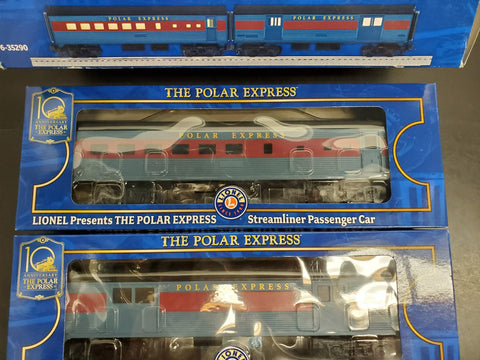 POLAR EXPRESS POLAR EXPRESS
6-35290
THE POLAR EXPRESS
10
ANNIVERSARY
THE POLAR
EXPRESS
POLAR EXPRESS
LIONEL
LIONEL Presents THE POLAR EXPRESS Streamliner Passenger Car
THE POLAR EXPRESS
10
ANNIVERSARY
THE POLAR
EXPRESS
POLAR EXPRESS